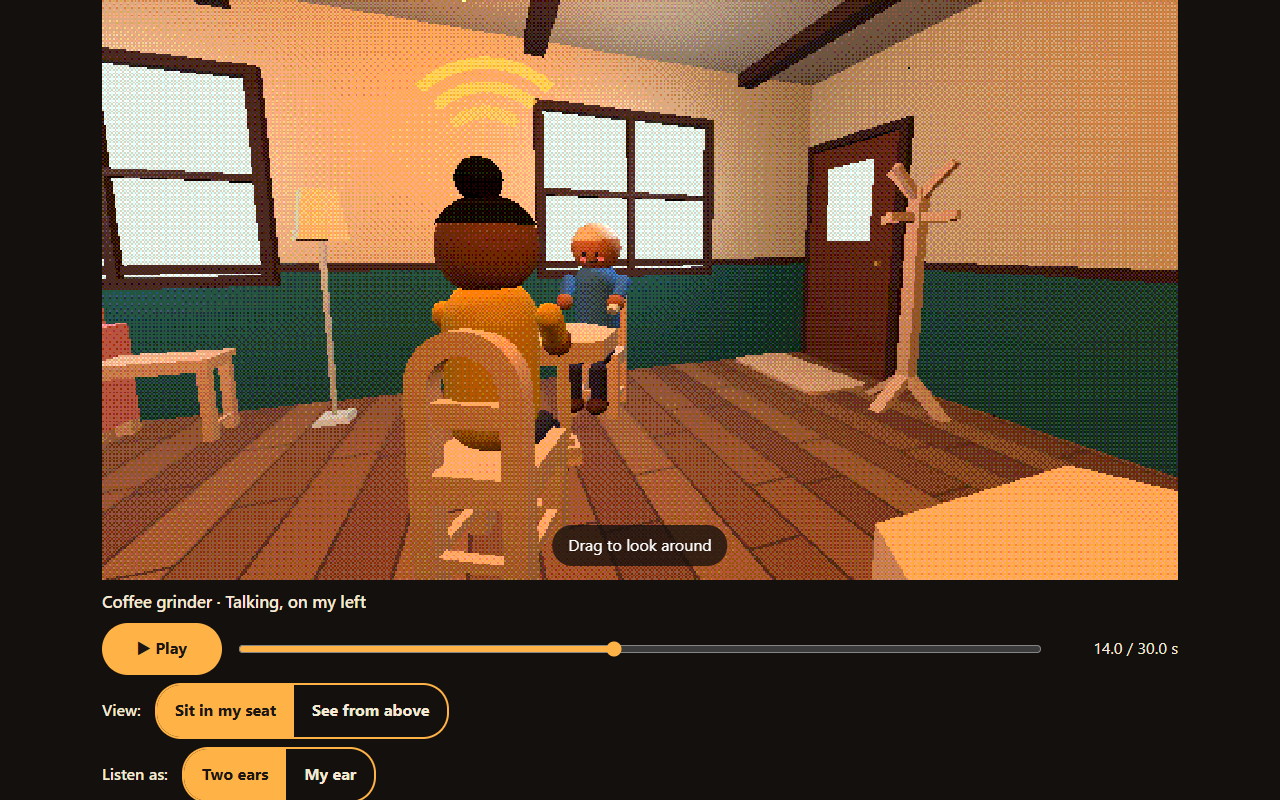 Drag to look around
Coffee grinder · Talking, on my left
▶ Play
14.0 / 30.0 s
View:
Sit in my seat
See from above
Listen as:
Two ears
My ear